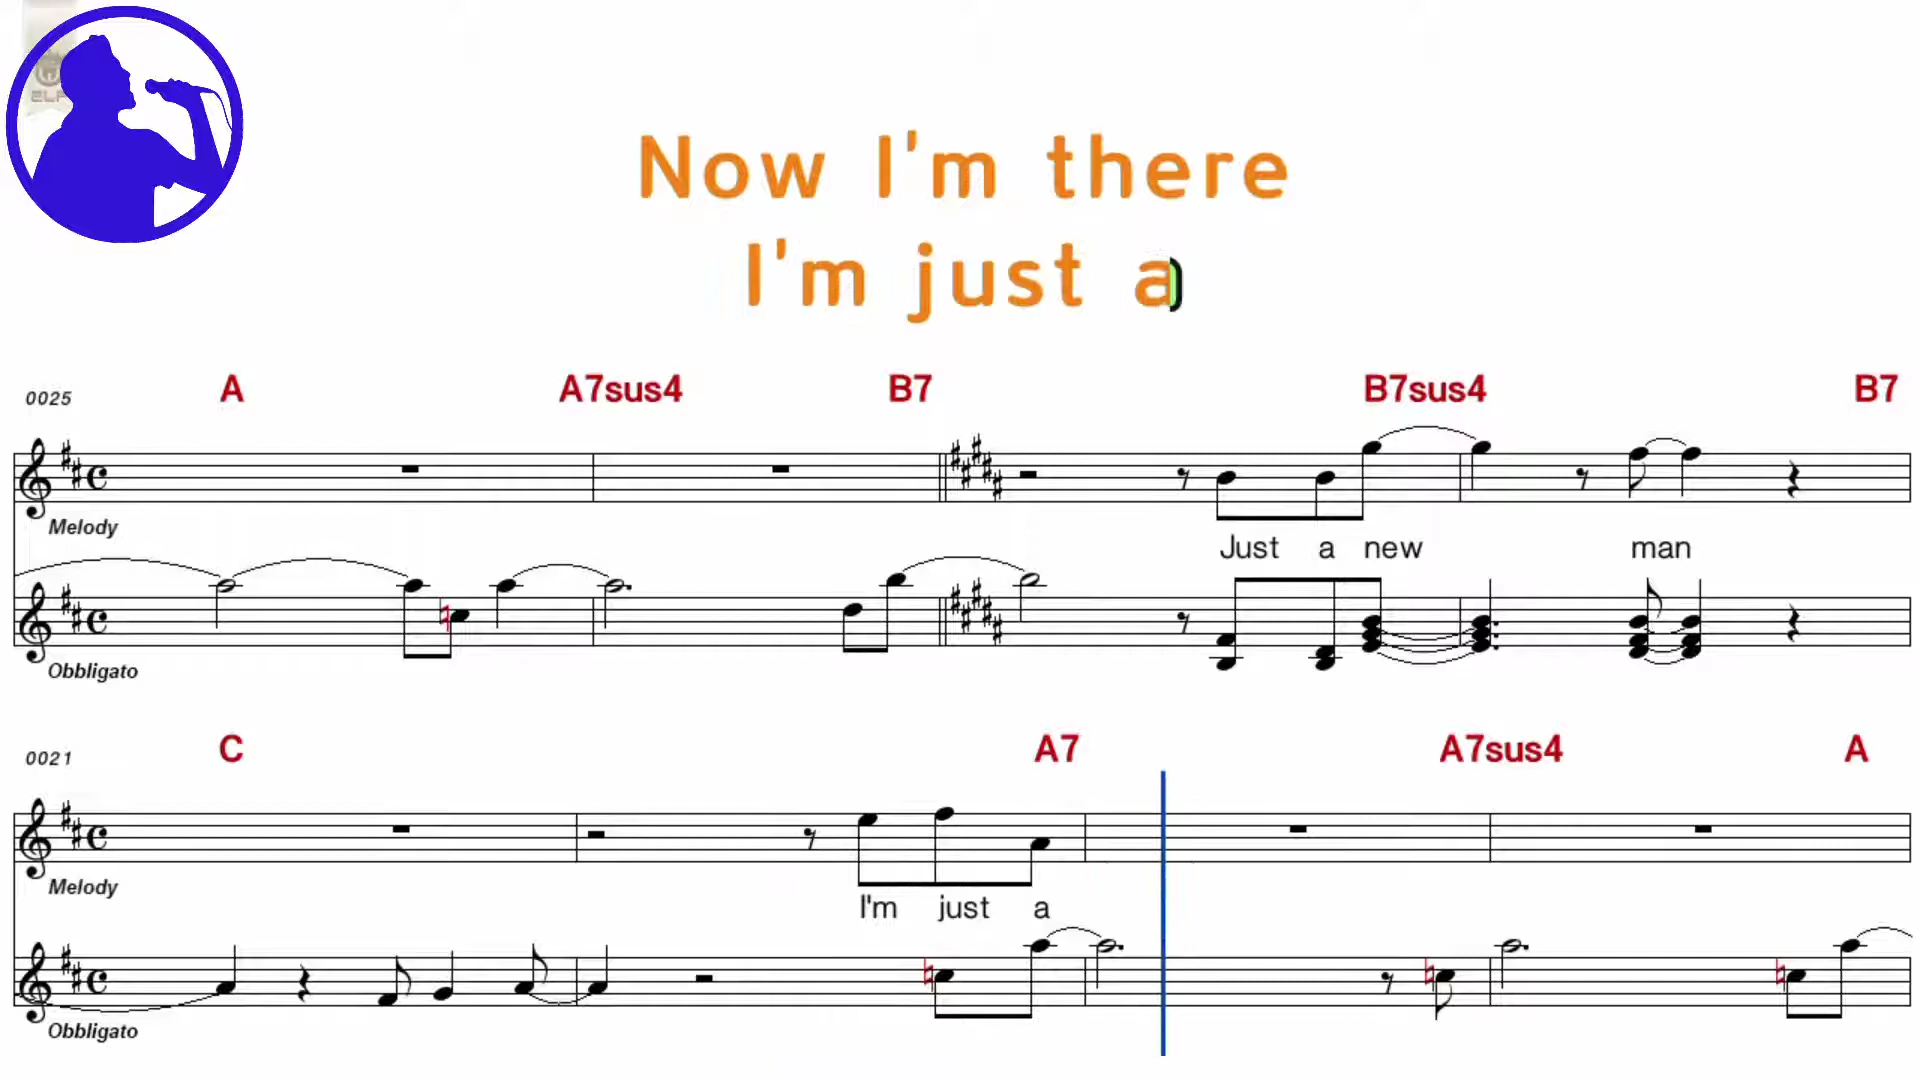 Now I'm there
I'm just a
0025 A A7sus4 B7 B7sus4 B7
Melody
Just a new man
Obbligato
0021 C A7 A7sus4 A
Melody
I'm just a
Obbligato